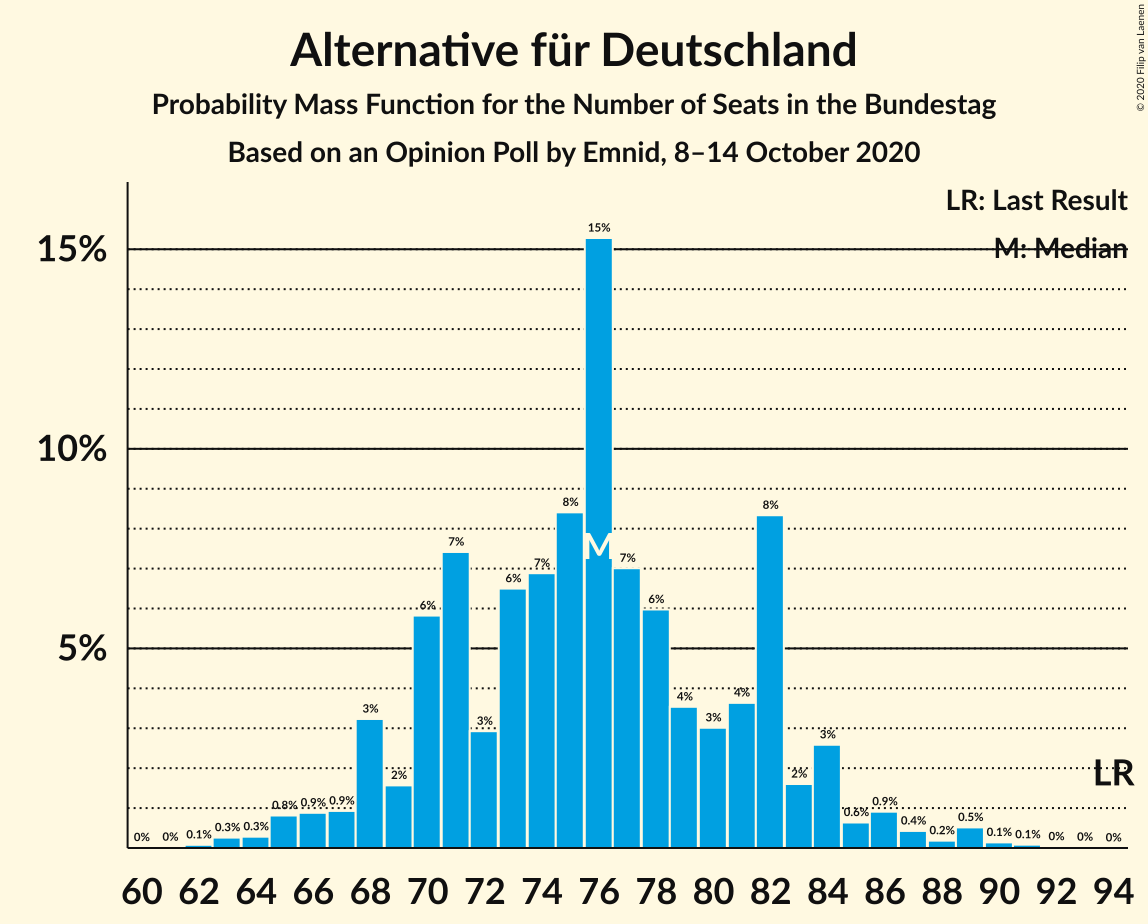 Alternative für Deutschland
Probability Mass Function for the Number of Seats in the Bundestag
Based on an Opinion Poll by Emnid, 8–14 October 2020
© 2020 Filip van Laenen
LR: Last Result
M: Median
15%
10%
5%
0% 0% 0.1% 0.3% 0.3% 0.8% 0.9% 0.9% 3% 2% 6% 7% 3% 6% 7% 8% 15% 7% 6% 4% 3% 4% 8% 2% 3% 0.6% 0.9% 0.4% 0.2% 0.5% 0.1% 0.1% 0% 0% 0%
M
LR
60 62 64 66 68 70 72 74 76 78 80 82 84 86 88 90 92 94